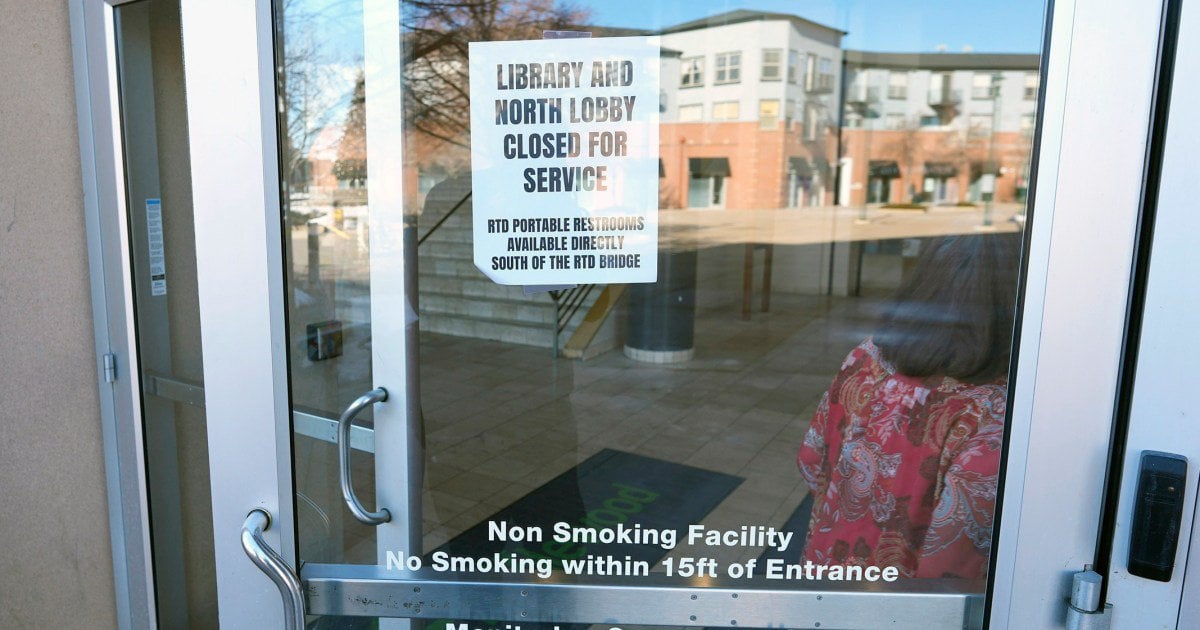 LIBRARY AND
NORTH LOBBY
CLOSED FOR
SERVICE
RTD PORTABLE RESTROOMS
AVAILABLE DIRECTLY
SOUTH OF THE RTD BRIDGE
Non Smoking Facility
No Smoking within 15ft of Entrance